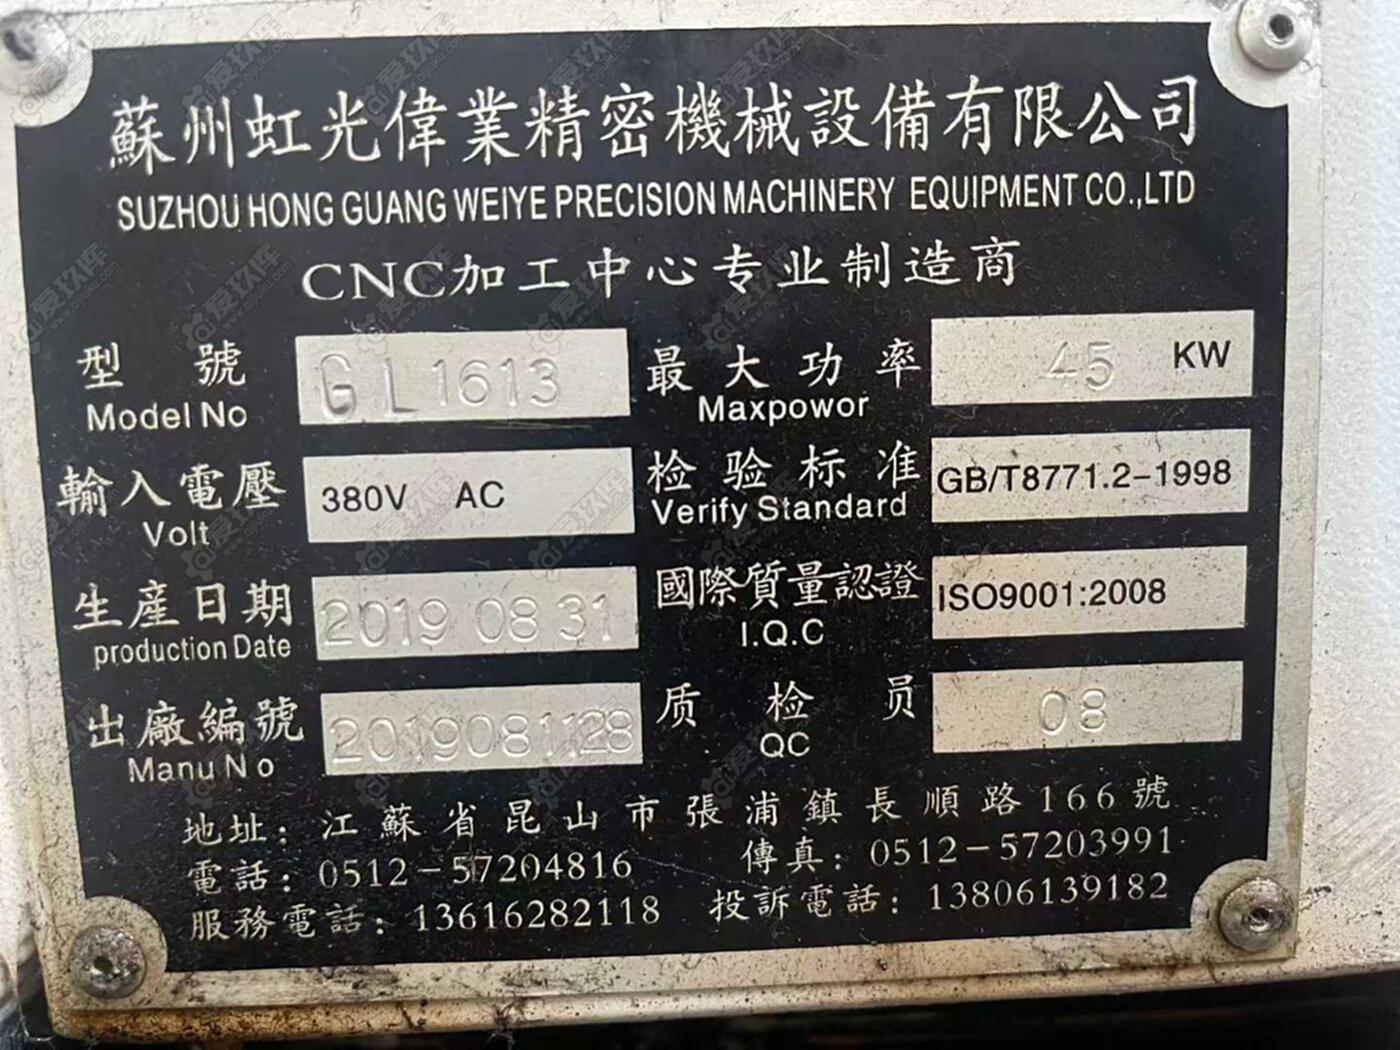 蘇州虹光偉業精密機械設備有限公司
SUZHOU HONG GUANG WEIYE PRECISION MACHINERY EQUIPMENT CO.,LTD
CNC加工中心专业制造商
型號 GL1613 最大功率 45 KW
Model No Maxpowor
輸入電壓 380V AC 检验标准 GB/T8771.2-1998
Volt Verify Standard
生產日期 2019 08 31 國際質量認證 ISO9001:2008
production Date I.Q.C
出廠編號 2019081128 质检员 08
Manu No QC
地址：江蘇省昆山市張浦鎮長順路166號
電話：0512-57204816 傳真：0512-57203991
服務電話：13616282118 投訴電話：13806139182